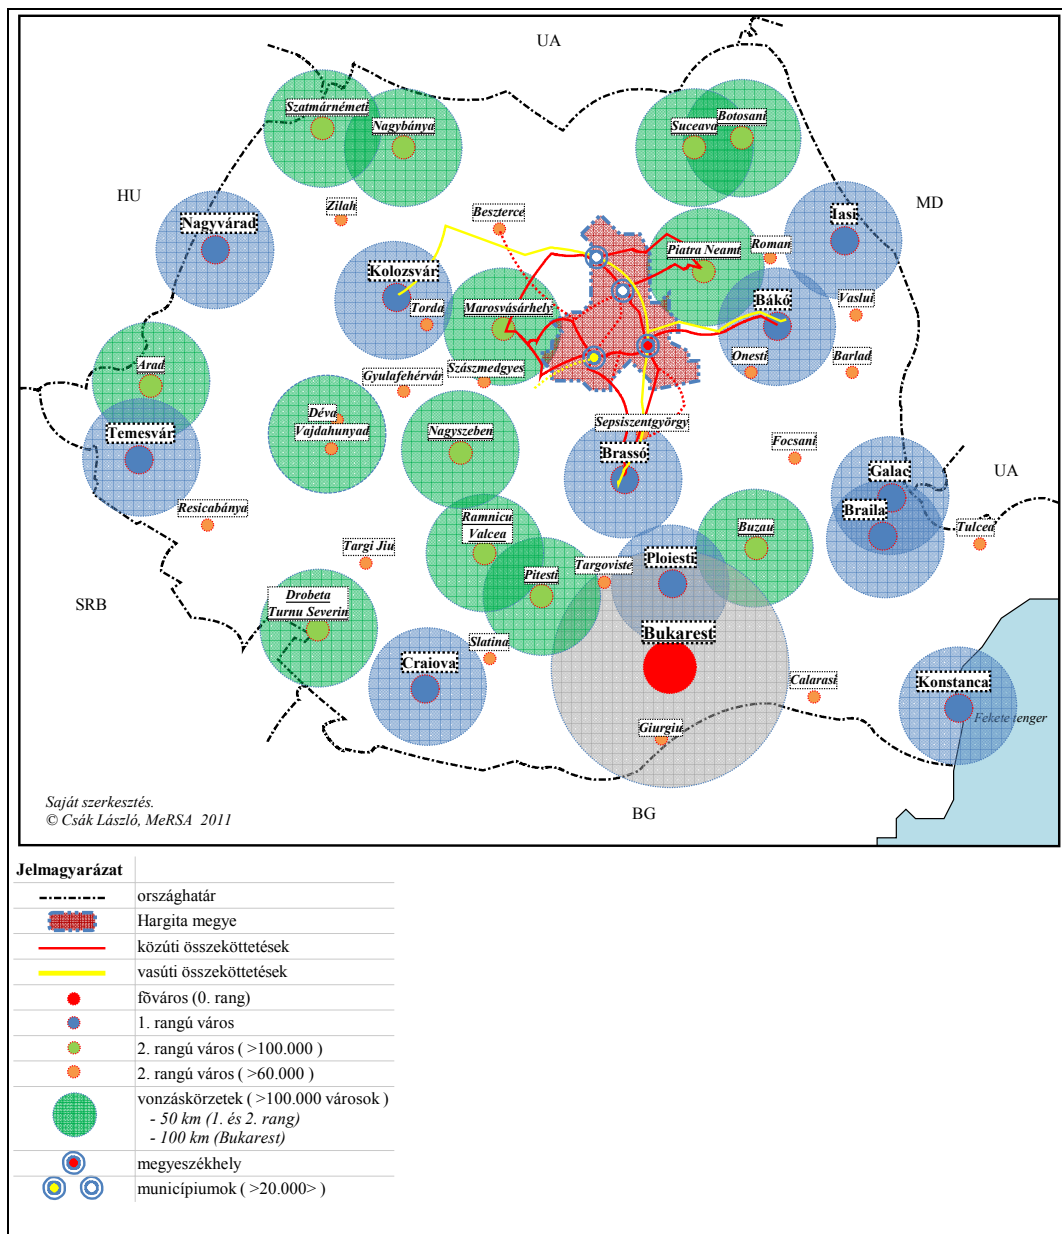 UA
Szatmárnémeti
Nagybánya
Suceava
Botosani
HU
MD
Zilah
Beszterce
Nagyvárad
Iasi
Piatra Neamt
Roman
Kolozsvár
Torda
Marosvásárhely
Bákó
Vaslui
Arad
Gyulafehérvár
Szászmedgyes
Onesti
Barlad
Déva
Vajdahunyad
Nagyszeben
Sepsiszentgyörgy
Temesvár
Brassó
Focsani
Galac
UA
Resicabánya
Braila
Tulcea
Ramnicu
Valcea
Buzau
Targi Jiu
Pitesti
Targoviste
Ploiesti
SRB
Drobeta
Turnu Severin
Slatina
Bukarest
Craiova
Calarasi
Konstanca
Fekete tenger
Giurgiu
BG
Saját szerkesztés.
© Csák László, MeRSA 2011
Jelmagyarázat
országhatár
Hargita megye
közúti összeköttetések
vasúti összeköttetések
fõváros (0. rang)
1. rangú város
2. rangú város ( >100.000 )
2. rangú város ( >60.000 )
vonzáskörzetek ( >100.000 városok )
- 50 km (1. és 2. rang)
- 100 km (Bukarest)
megyeszékhely
municípiumok ( >20.000> )